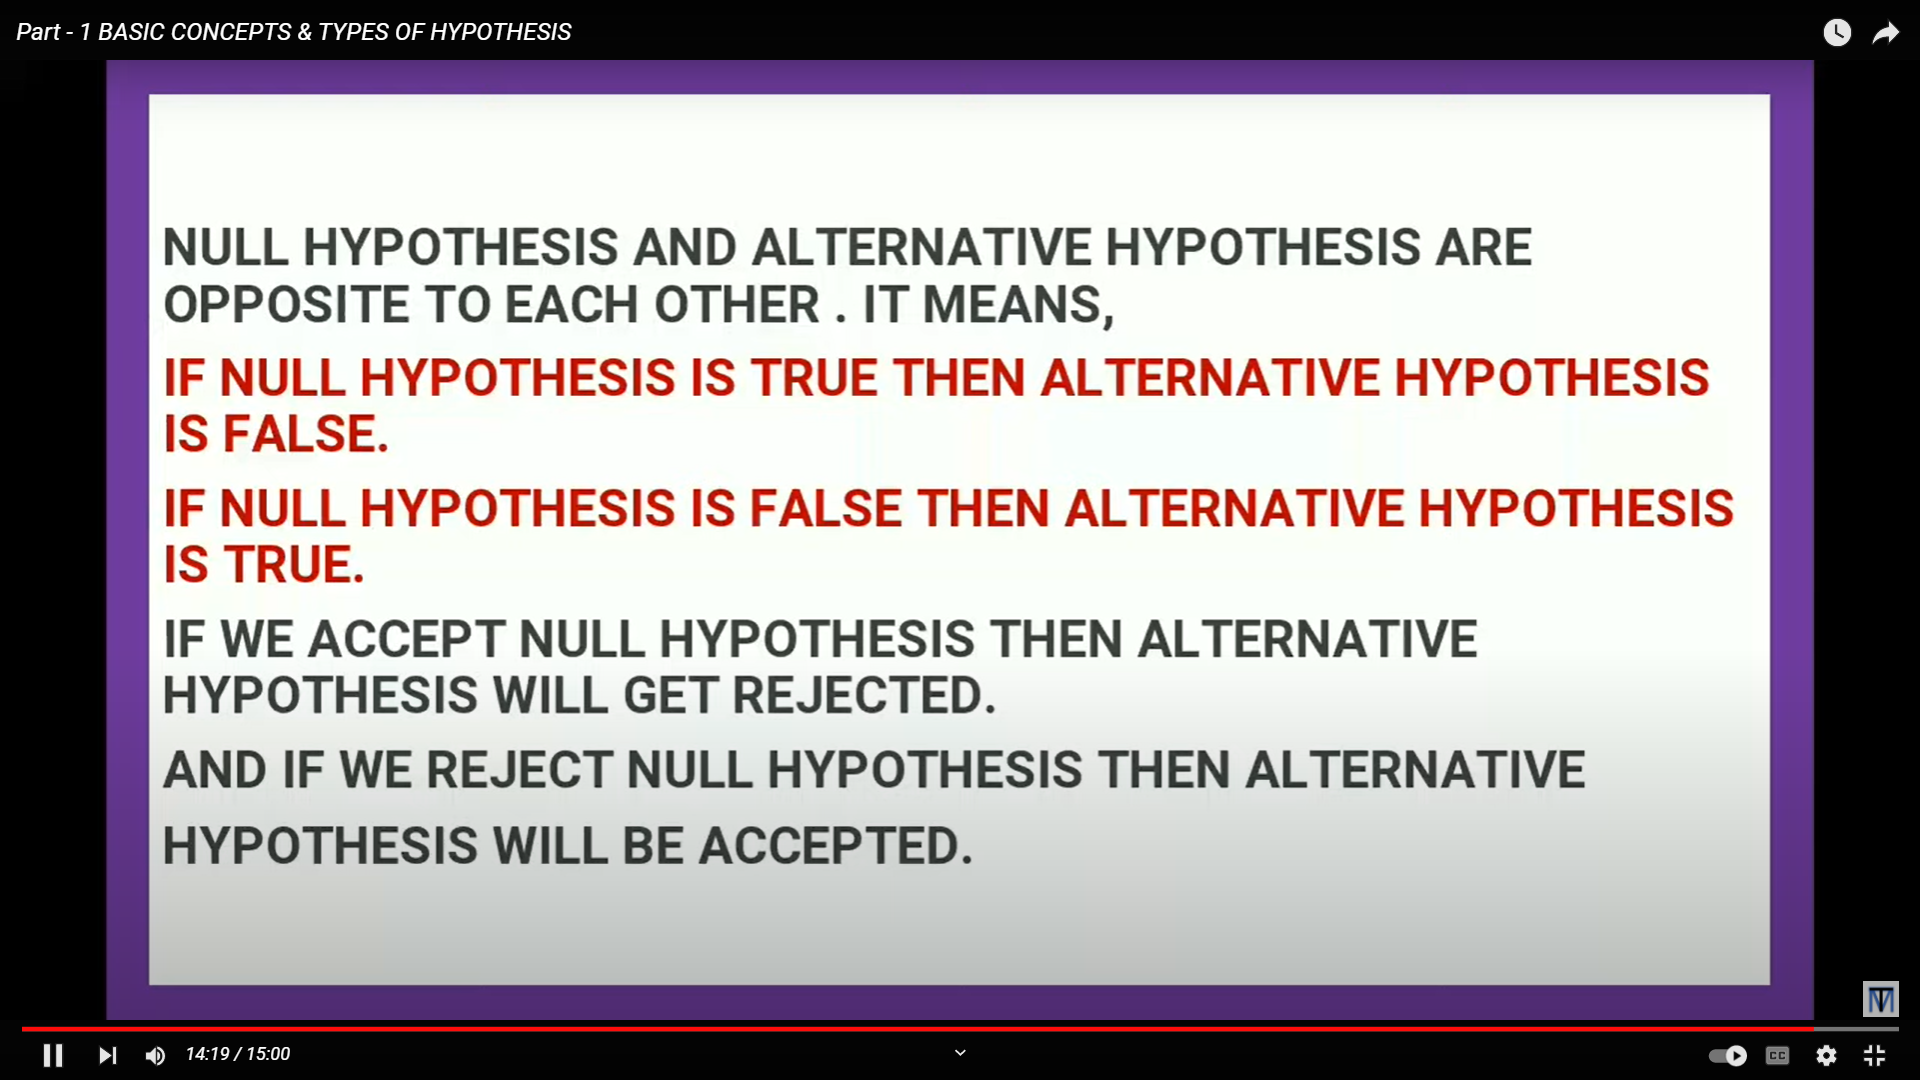 Part - 1 BASIC CONCEPTS & TYPES OF HYPOTHESIS
NULL HYPOTHESIS AND ALTERNATIVE HYPOTHESIS ARE
OPPOSITE TO EACH OTHER . IT MEANS,
IF NULL HYPOTHESIS IS TRUE THEN ALTERNATIVE HYPOTHESIS
IS FALSE.
IF NULL HYPOTHESIS IS FALSE THEN ALTERNATIVE HYPOTHESIS
IS TRUE.
IF WE ACCEPT NULL HYPOTHESIS THEN ALTERNATIVE
HYPOTHESIS WILL GET REJECTED.
AND IF WE REJECT NULL HYPOTHESIS THEN ALTERNATIVE
HYPOTHESIS WILL BE ACCEPTED.
TM
14:19 / 15:00
CC